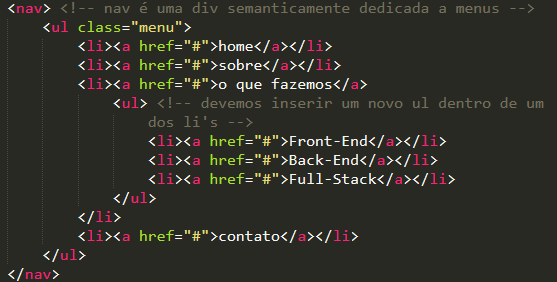 <nav> <!-- nav é uma div semanticamente dedicada a menus -->
<ul class="menu">
<li><a href="#">home</a></li>
<li><a href="#">sobre</a></li>
<li><a href="#">o que fazemos</a>
<ul> <!-- devemos inserir um novo ul dentro de um
dos li's -->
<li><a href="#">Front-End</a></li>
<li><a href="#">Back-End</a></li>
<li><a href="#">Full-Stack</a></li>
</ul>
</li>
<li><a href="#">contato</a></li>
</ul>
</nav>